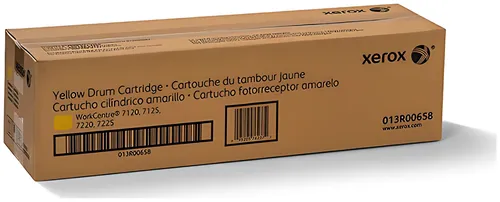 xerox
Yellow Drum Cartridge • Cartouche du tambour Jaune
Cartucho cilíndrico amarillo • Cartucho fotorreceptor amarelo
WorkCentre® 7120, 7125,
7220, 7225
013R00658
013R00658
www.xerox.com